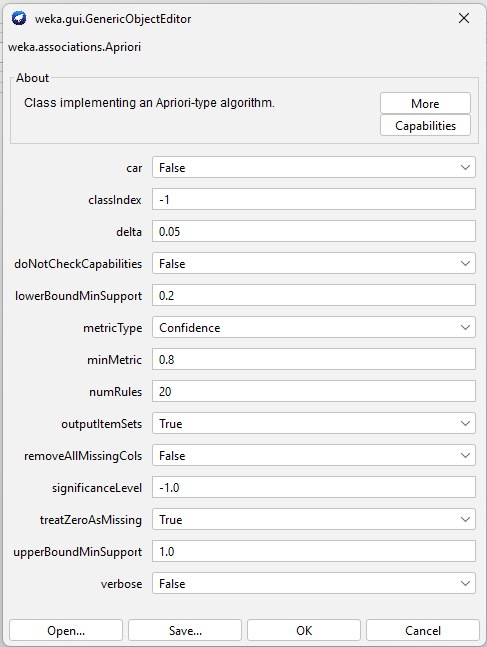 weka.gui.GenericObjectEditor
weka.associations.Apriori
About
Class implementing an Apriori-type algorithm.
More
Capabilities
car False
classIndex -1
delta 0.05
doNotCheckCapabilities False
lowerBoundMinSupport 0.2
metricType Confidence
minMetric 0.8
numRules 20
outputItemSets True
removeAllMissingCols False
significanceLevel -1.0
treatZeroAsMissing True
upperBoundMinSupport 1.0
verbose False
Open... Save... OK Cancel